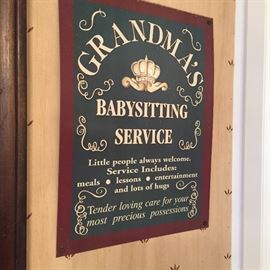 GRANDMA'S
BABYSITTING
SERVICE
Little people always welcome.
Service Includes:
meals • lessons • entertainment
and lots of hugs
Tender loving care for your
most precious possessions